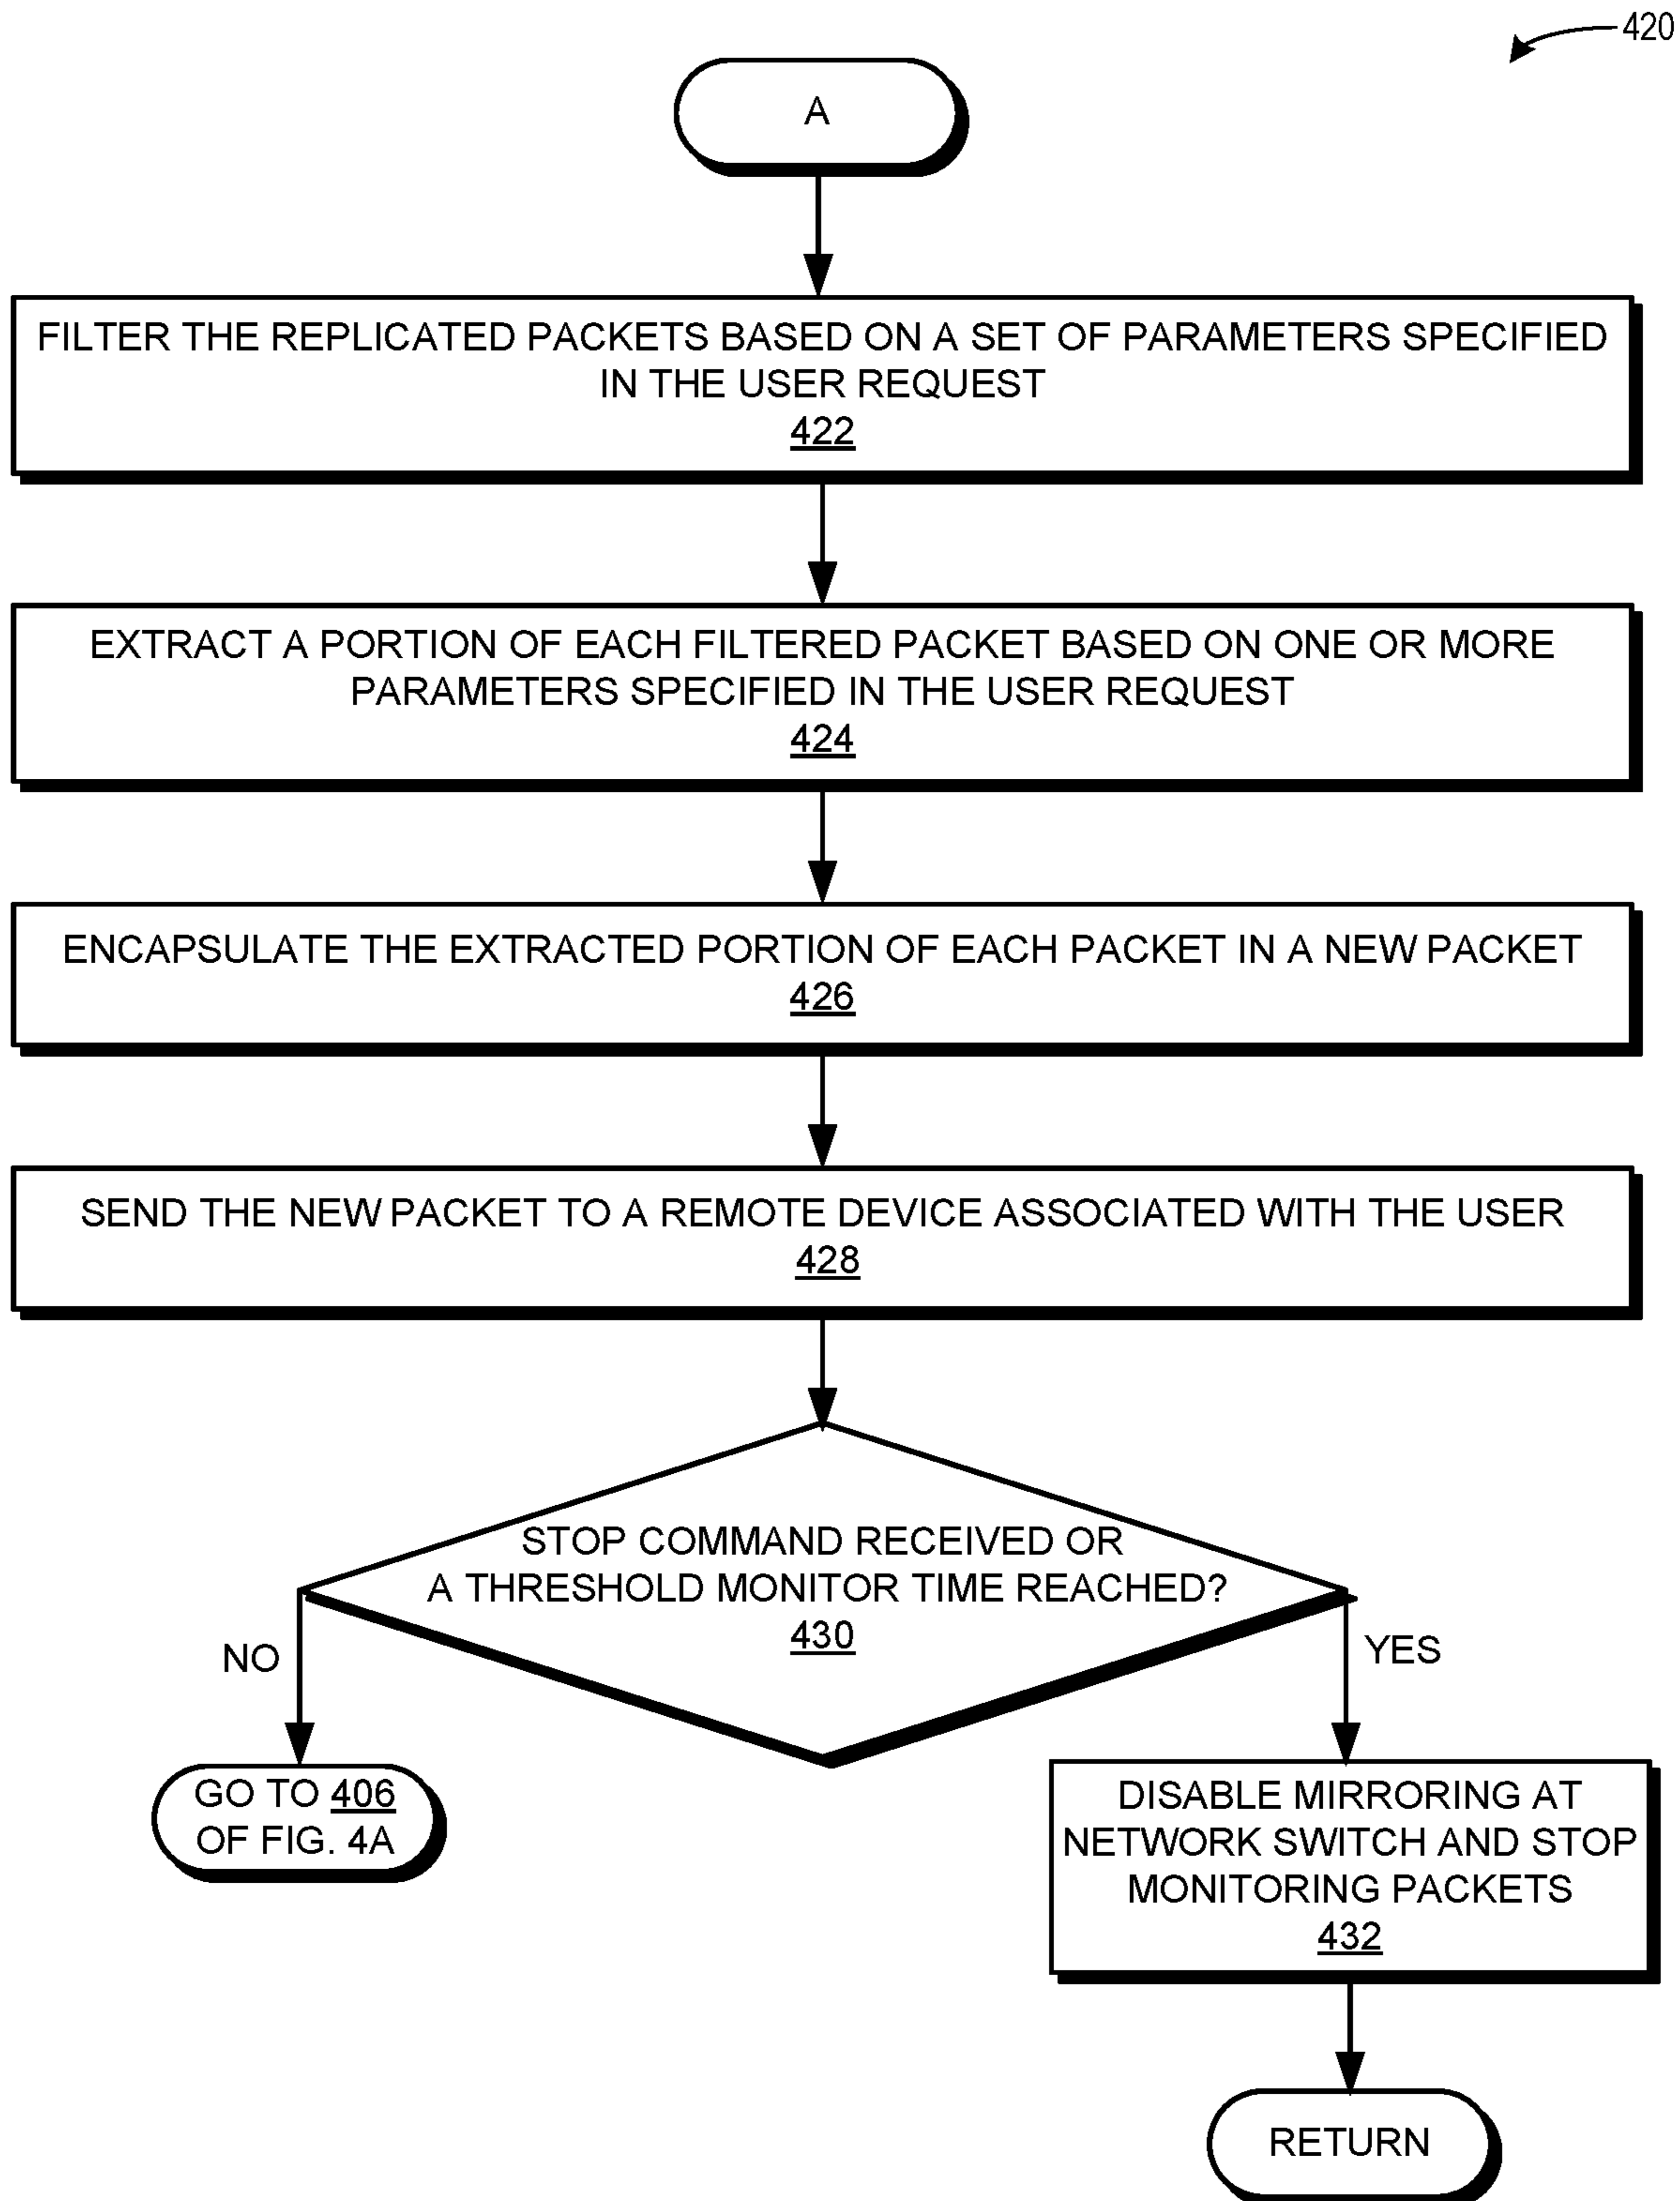 420
A
FILTER THE REPLICATED PACKETS BASED ON A SET OF PARAMETERS SPECIFIED
IN THE USER REQUEST
422
EXTRACT A PORTION OF EACH FILTERED PACKET BASED ON ONE OR MORE
PARAMETERS SPECIFIED IN THE USER REQUEST
424
ENCAPSULATE THE EXTRACTED PORTION OF EACH PACKET IN A NEW PACKET
426
SEND THE NEW PACKET TO A REMOTE DEVICE ASSOCIATED WITH THE USER
428
STOP COMMAND RECEIVED OR
A THRESHOLD MONITOR TIME REACHED?
430
NO
YES
GO TO 406
OF FIG. 4A
DISABLE MIRRORING AT
NETWORK SWITCH AND STOP
MONITORING PACKETS
432
RETURN